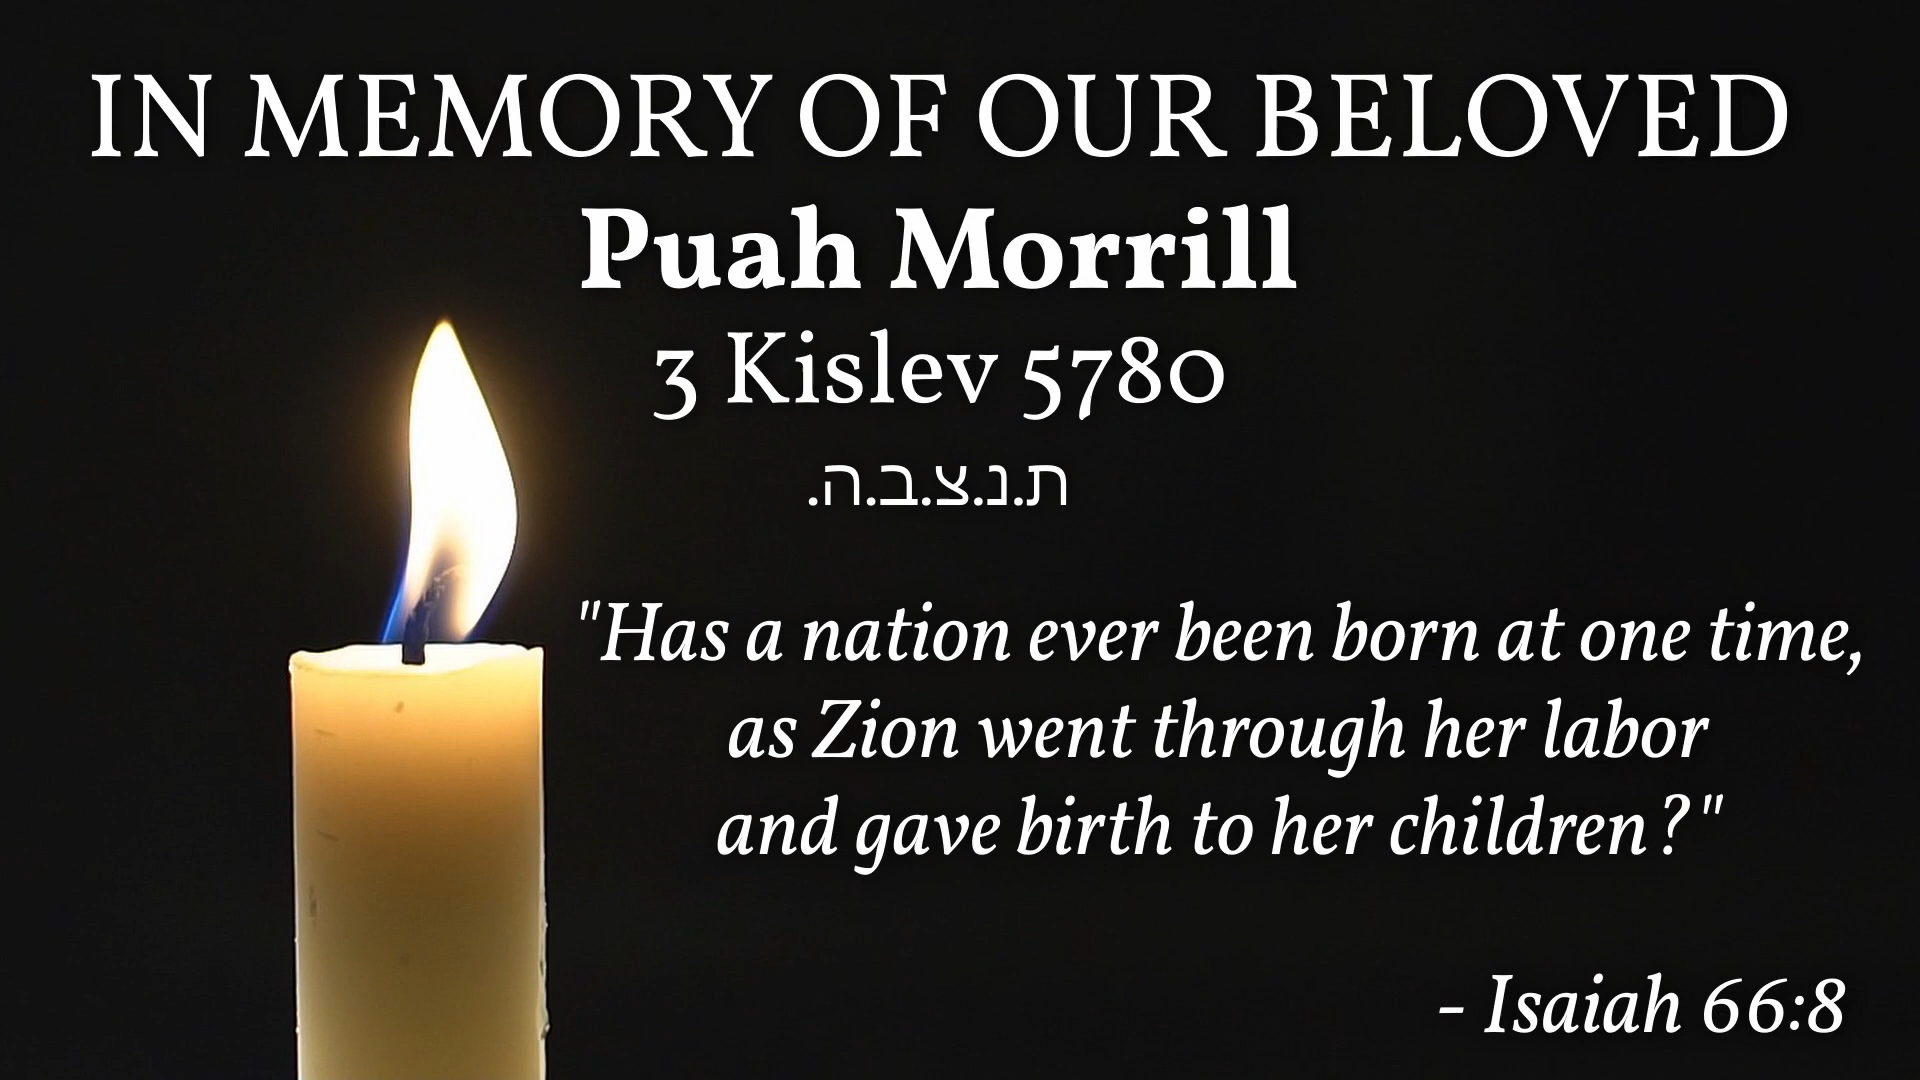 IN MEMORY OF OUR BELOVED
Puah Morrill
3 Kislev 5780
ת.נ.צ.ב.ה.
"Has a nation ever been born at one time,
as Zion went through her labor
and gave birth to her children?"
- Isaiah 66:8